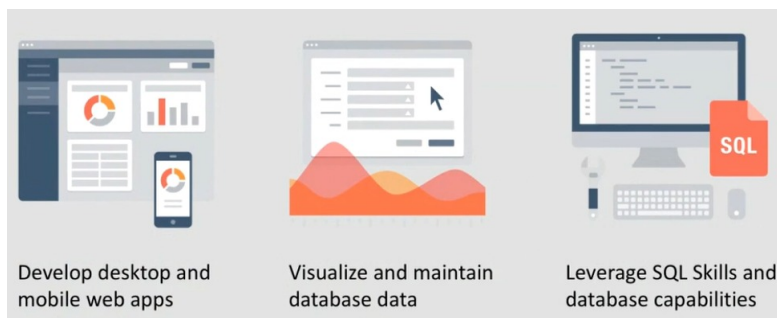 SQL
Develop desktop and
mobile web apps
Visualize and maintain
database data
Leverage SQL Skills and
database capabilities